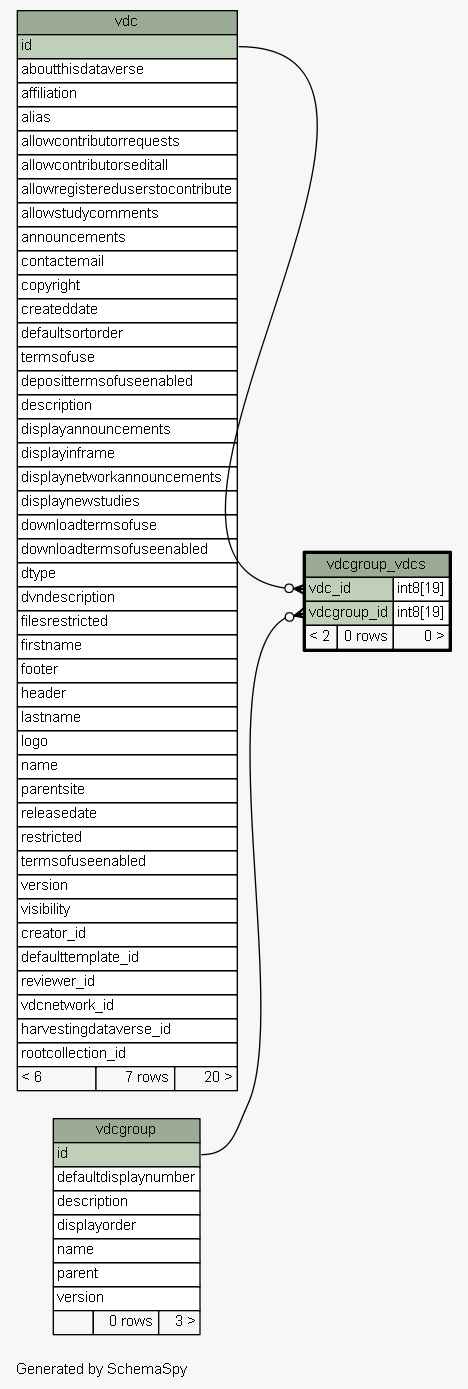 vdc
id
aboutthisdataverse
affiliation
alias
allowcontributorrequests
allowcontributorseditall
allowregistereduserstocontribute
allowstudycomments
announcements
contactemail
copyright
createddate
defaultsortorder
termsofuse
deposittermsofuseenabled
description
displayannouncements
displayinframe
displaynetworkannouncements
displaynewstudies
downloadtermsofuse
downloadtermsofuseenabled
dtype
dvndescription
filesrestricted
firstname
footer
header
lastname
logo
name
parentsite
releasedate
restricted
termsofuseenabled
version
visibility
creator_id
defaulttemplate_id
reviewer_id
vdcnetwork_id
harvestingdataverse_id
rootcollection_id
< 6 7 rows 20 >
vdcgroup_vdcs
vdc_id int8[19]
vdcgroup_id int8[19]
< 2 0 rows 0 >
vdcgroup
id
defaultdisplaynumber
description
displayorder
name
parent
version
0 rows 3 >
Generated by SchemaSpy